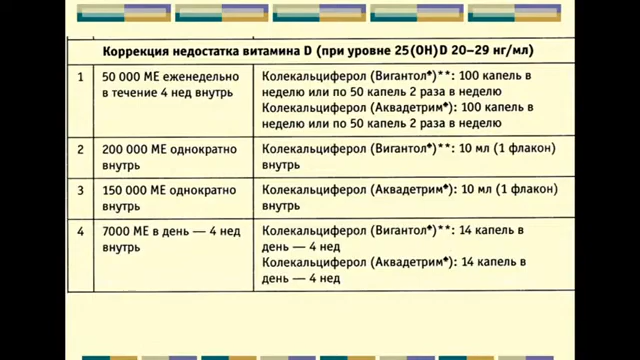 Коррекция недостатка витамина D (при уровне 25(OH)D 20–29 нг/мл)
1
50 000 МЕ еженедельно
в течение 4 нед внутрь
Колекальциферол (Вигантол♦)**: 100 капель в
неделю или по 50 капель 2 раза в неделю
Колекальциферол (Аквадетрим♦): 100 капель в
неделю или по 50 капель 2 раза в неделю
2
200 000 МЕ однократно
внутрь
Колекальциферол (Вигантол♦)**: 10 мл (1 флакон)
внутрь
3
150 000 МЕ однократно
внутрь
Колекальциферол (Аквадетрим♦): 10 мл (1 флакон)
внутрь
4
7000 МЕ в день — 4 нед
внутрь
Колекальциферол (Вигантол♦)**: 14 капель в
день — 4 нед
Колекальциферол (Аквадетрим♦): 14 капель в
день — 4 нед